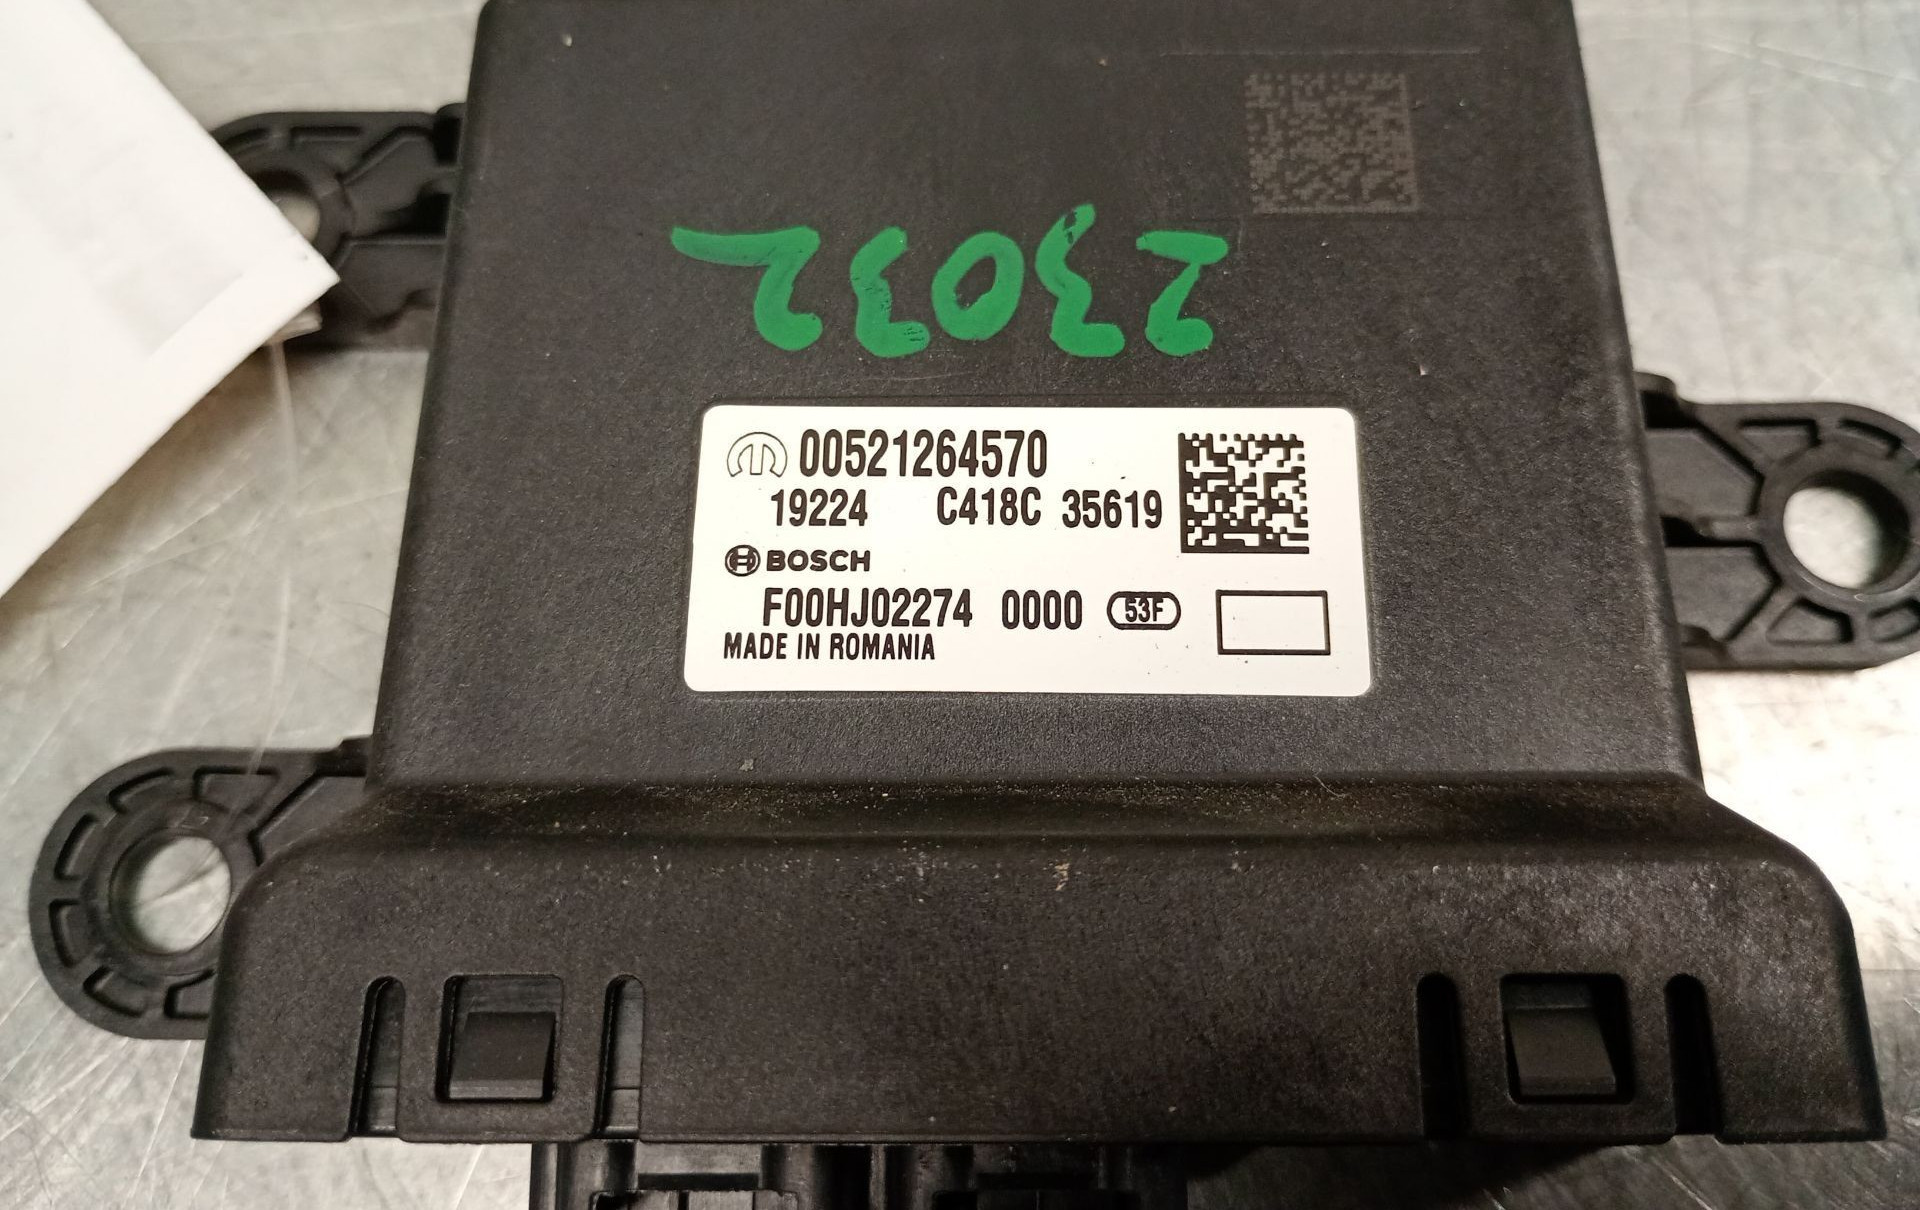 23032
00521264570
19224 C418C 35619
BOSCH
F00HJ02274 0000 53F
MADE IN ROMANIA